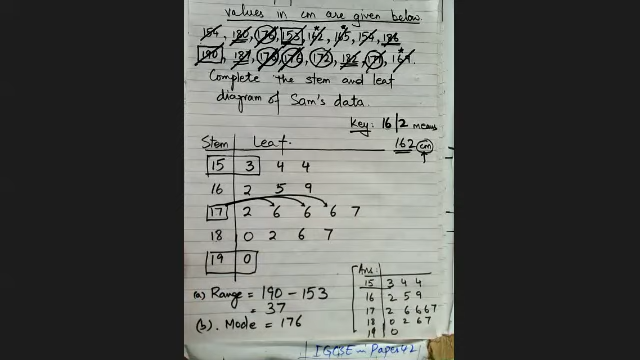 values in cm are given below.
154, 180, 176, 153, 162, 165, 154, 186
190, 187, 176, 176, 172, 182, 177, 169
Complete the stem and leaf
diagram of Sam's data.
Key: 16|2 means
162 cm
Stem Leaf.
15 3 4 4
16 2 5 9
17 2 6 6 6 7
18 0 2 6 7
19 0
(a) Range = 190 - 153
= 37
(b). Mode = 176
Ans:
15 3 4 4
16 2 5 9
17 2 6 6 6 7
18 0 2 6 7
19 0
IGCSE - Paper 42